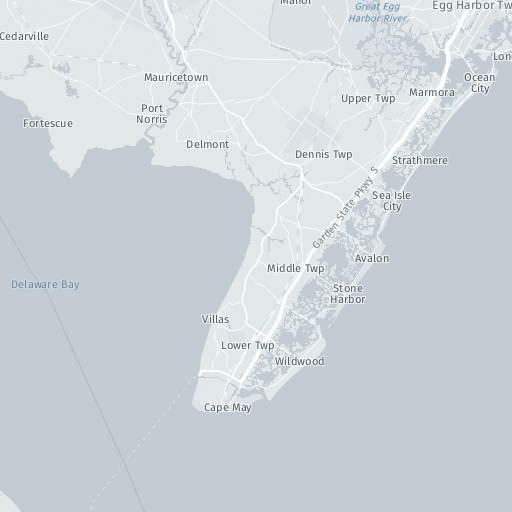 Manor
Great Egg
Harbor River
Egg Harbor Tw
Cedarville
Mauricetown
Lon
Ocean
City
Marmora
Upper Twp
Port
Norris
Fortescue
Delmont
Dennis Twp
Strathmere
Garden State Pkwy S
Sea Isle
City
Avalon
Middle Twp
Delaware Bay
Stone
Harbor
Villas
Lower Twp
Wildwood
Cape May